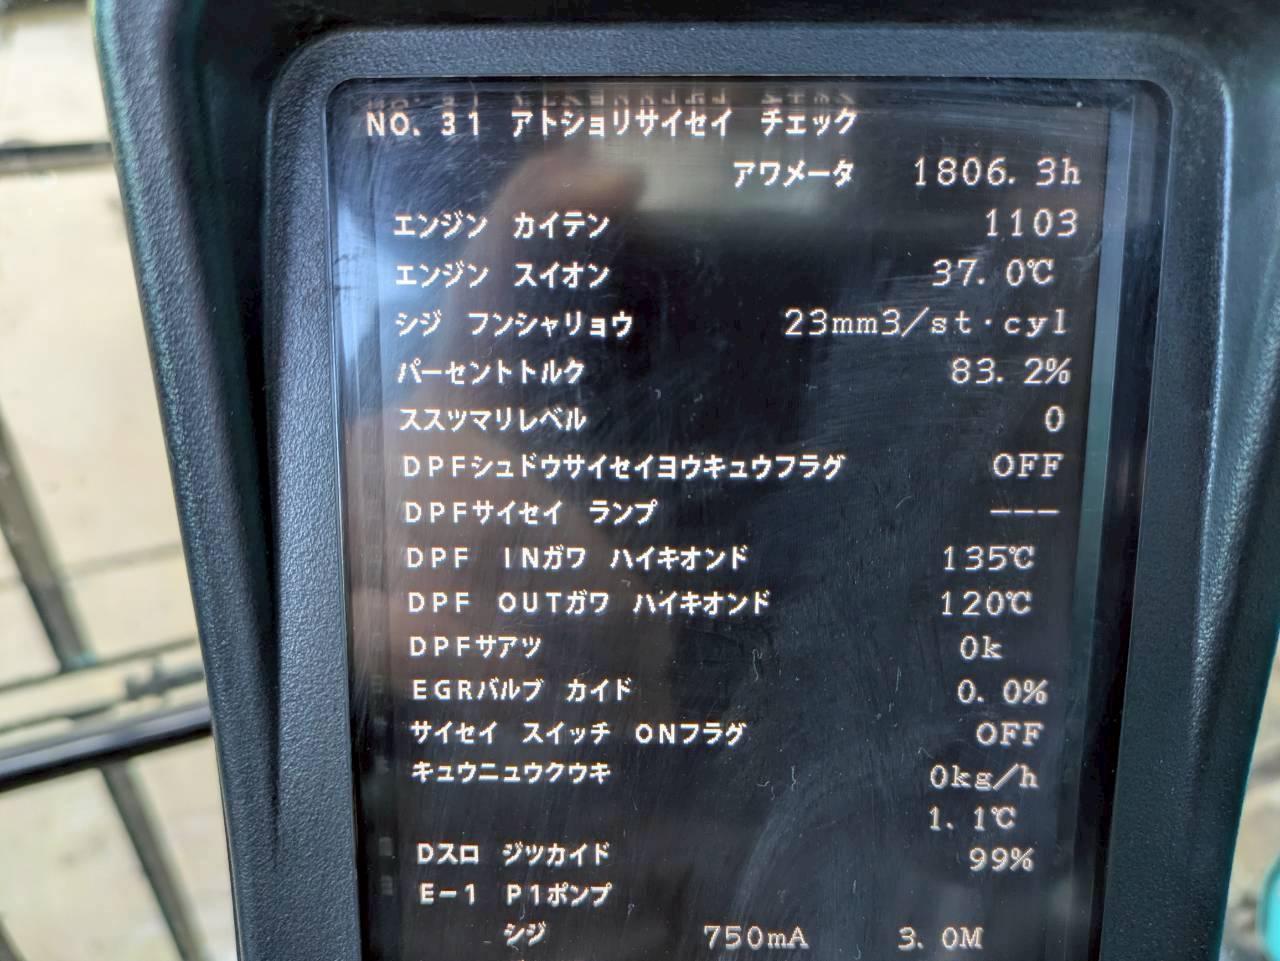 NO. 31 アトショリサイセイ チェック
アワメータ 1806.3h
エンジン カイテン 1103
エンジン スイオン 37.0℃
シジ フンシャリョウ 23mm3/st・cyl
パーセントトルク 83.2%
ススツマリレベル 0
DPFシュドウサイセイヨウキュウフラグ OFF
DPFサイセイ ランプ ---
DPF INガワ ハイキオンド 135℃
DPF OUTガワ ハイキオンド 120℃
DPFサアツ 0k
EGRバルブ カイド 0.0%
サイセイ スイッチ ONフラグ OFF
キュウニュウクウキ 0kg/h
1.1℃
Dスロ ジツカイド 99%
E-1 P1ポンプ
シジ 750mA 3.0M